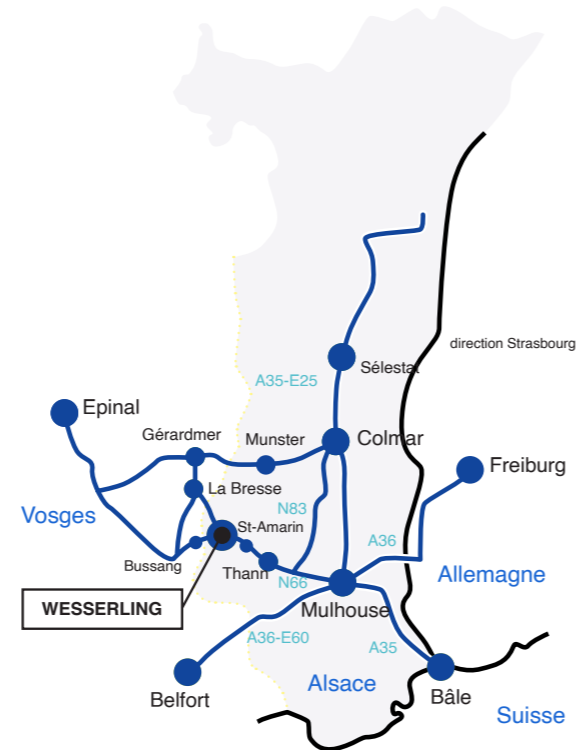 direction Strasbourg
Sélestat
A35-E25
Epinal
Gérardmer
Munster
Colmar
Freiburg
La Bresse
N83
Vosges
St-Amarin
A36
Bussang
Thann
N66
Allemagne
WESSERLING
Mulhouse
A36-E60
A35
Alsace
Belfort
Bâle
Suisse